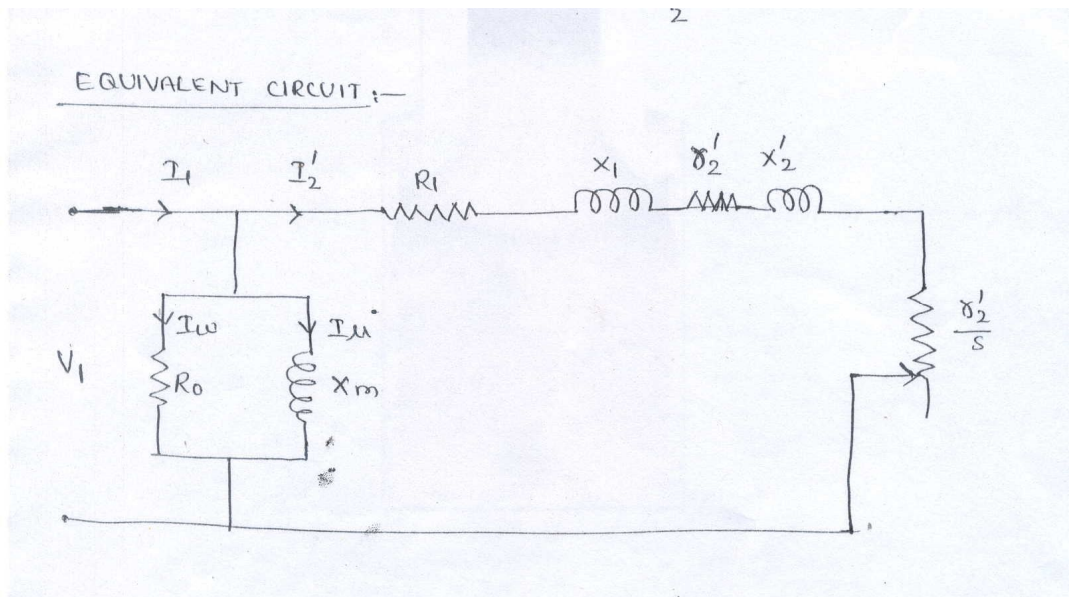 2
EQUIVALENT CIRCUIT :-
I1 I2' R1 X1 r2' X2'
r2'/s
V1 Iw R0 Iμ Xm